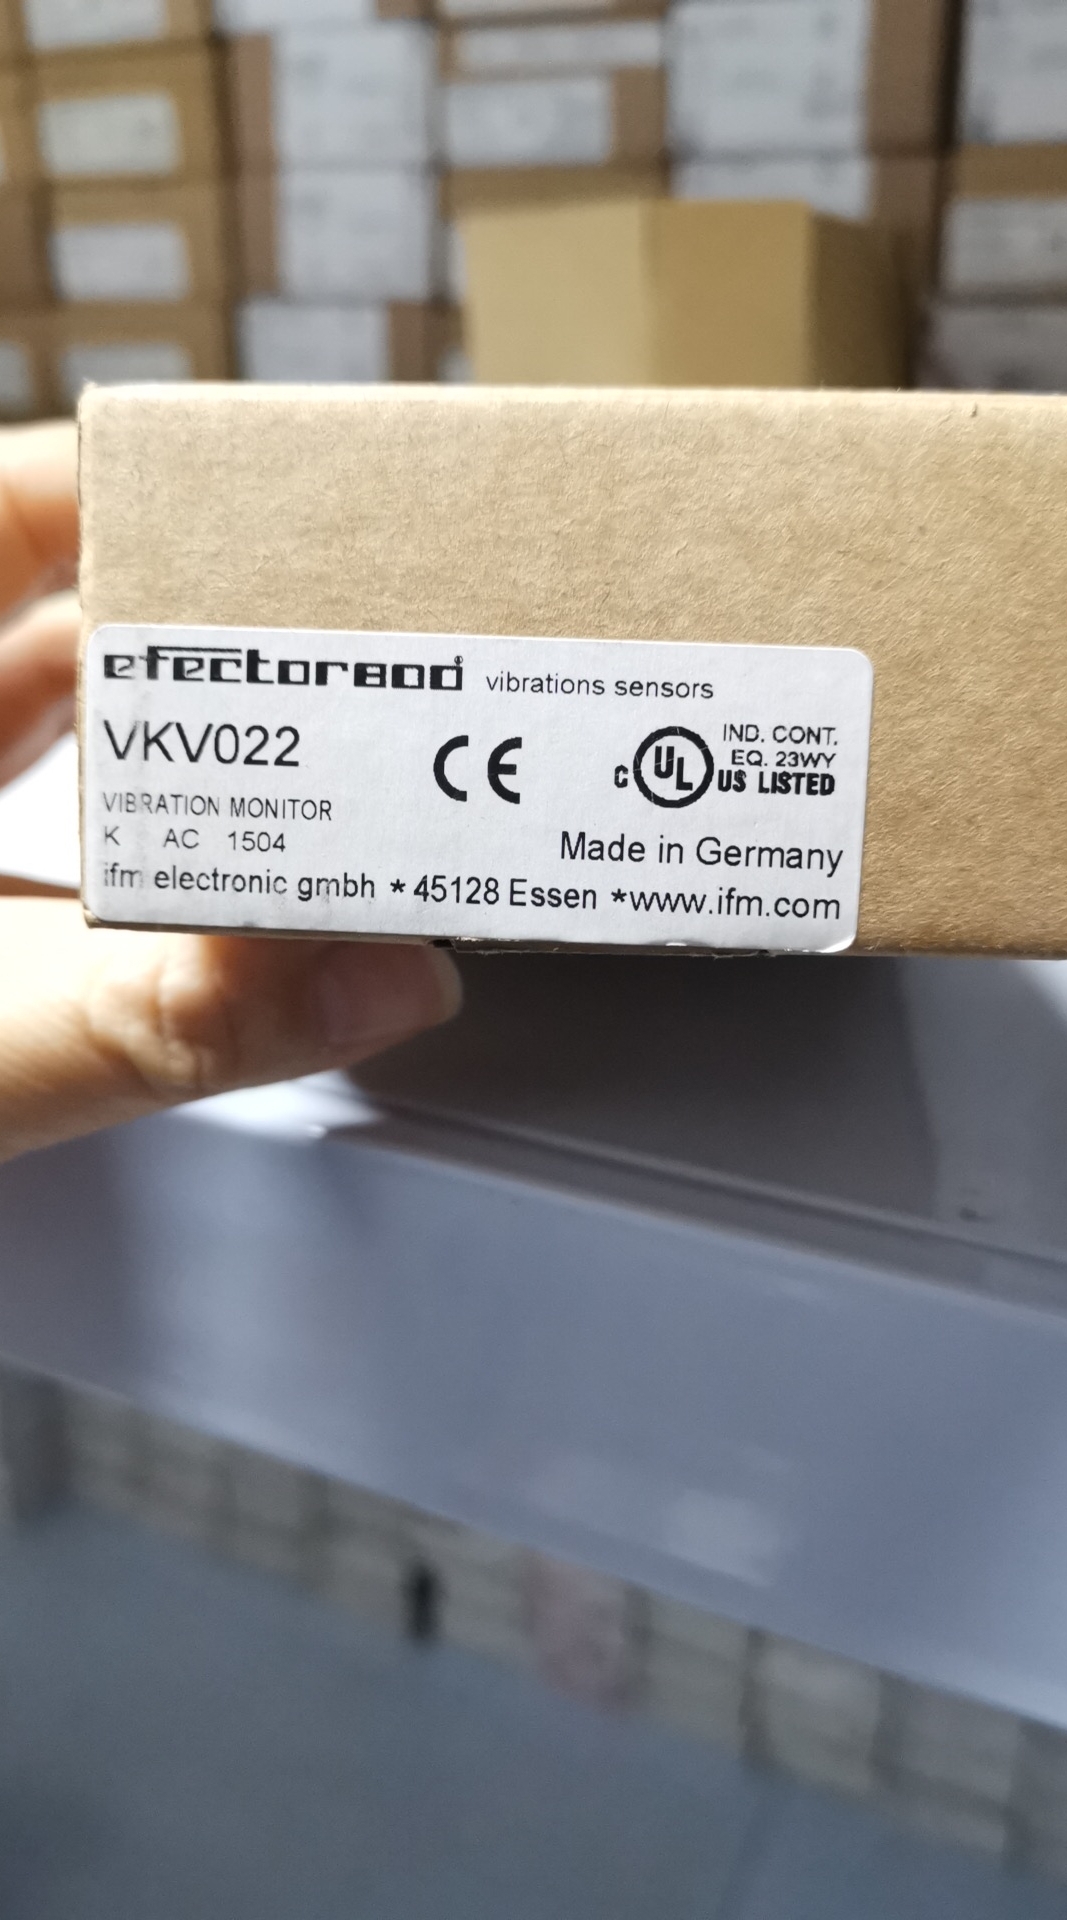 efector800® vibrations sensors
VKV022
CE
C UL US LISTED
IND. CONT.
EQ. 23WY
VIBRATION MONITOR
K AC 1504
Made in Germany
ifm electronic gmbh * 45128 Essen *www.ifm.com